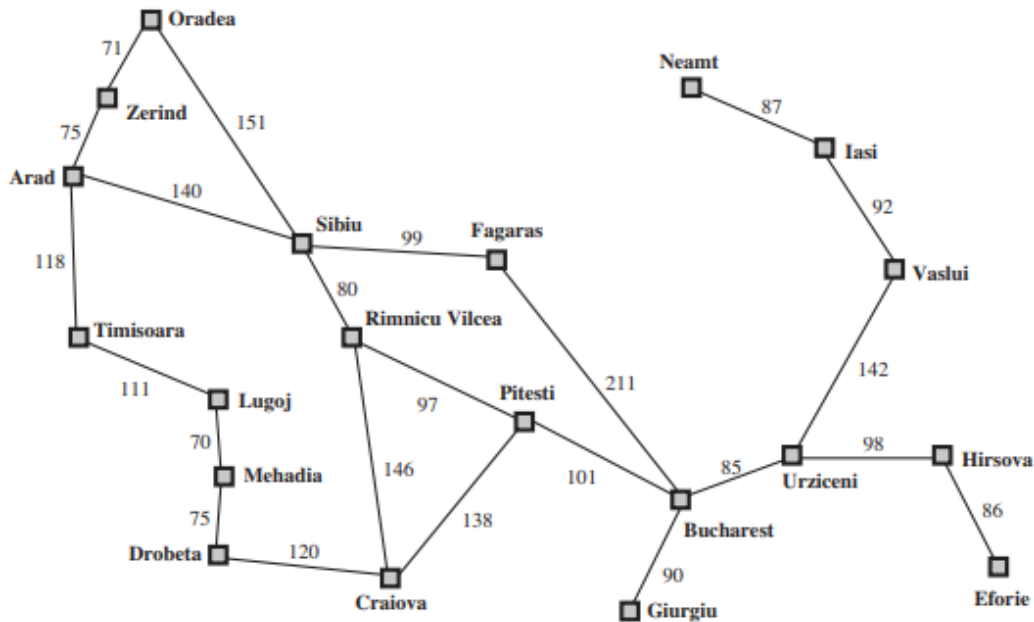 Oradea
71
Neamt
Zerind
87
75
151
Iasi
Arad
140
92
Sibiu
Fagaras
99
118
Vaslui
80
Timisoara
Rimnicu Vilcea
142
111
211
Lugoj
Pitesti
97
70
98
Hirsova
146
85
Mehadia
101
Urziceni
75
138
86
Bucharest
Drobeta
120
90
Craiova
Giurgiu
Eforie